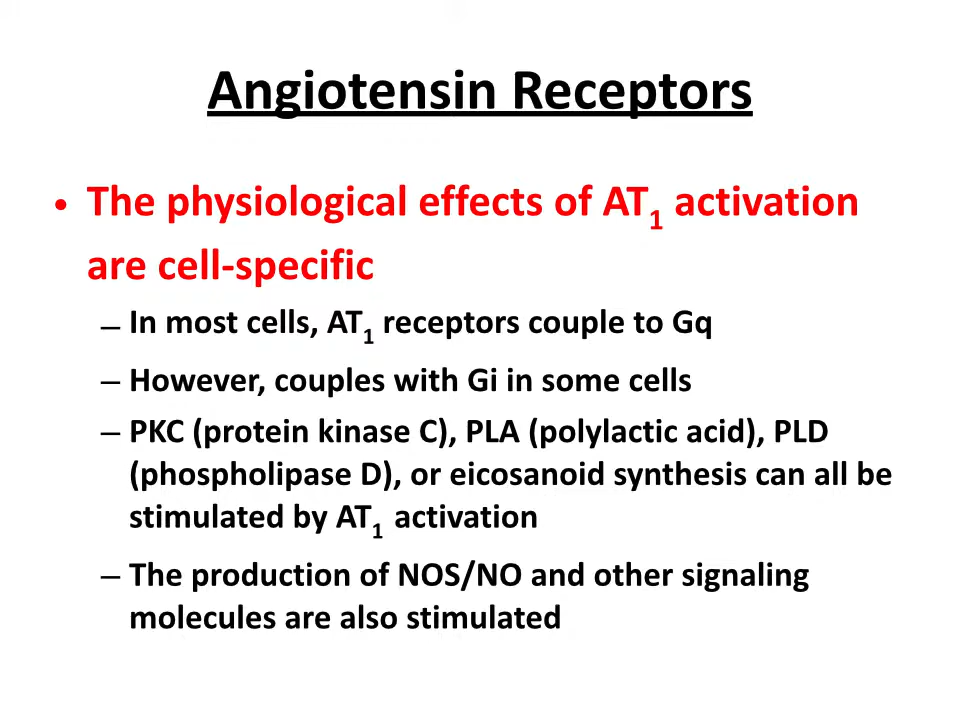 Angiotensin Receptors
• The physiological effects of AT1 activation
are cell-specific
– In most cells, AT1 receptors couple to Gq
– However, couples with Gi in some cells
– PKC (protein kinase C), PLA (polylactic acid), PLD
(phospholipase D), or eicosanoid synthesis can all be
stimulated by AT1 activation
– The production of NOS/NO and other signaling
molecules are also stimulated